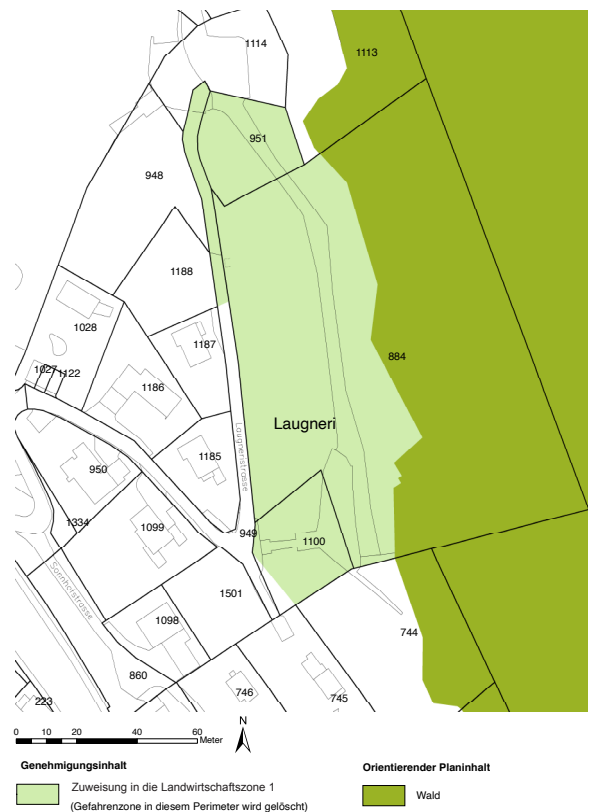 1114
1113
951
948
1188
1028
1187
884
1027
1122
1186
Laugneri
Laugneristrasse
1185
950
1334
1099
949
1100
Sonnholstrasse
1501
1098
744
860
746
745
223
0 10 20 40 60
Meter
N
Genehmigungsinhalt
Zuweisung in die Landwirtschaftszone 1
(Gefahrenzone in diesem Perimeter wird gelöscht)
Orientierender Planinhalt
Wald